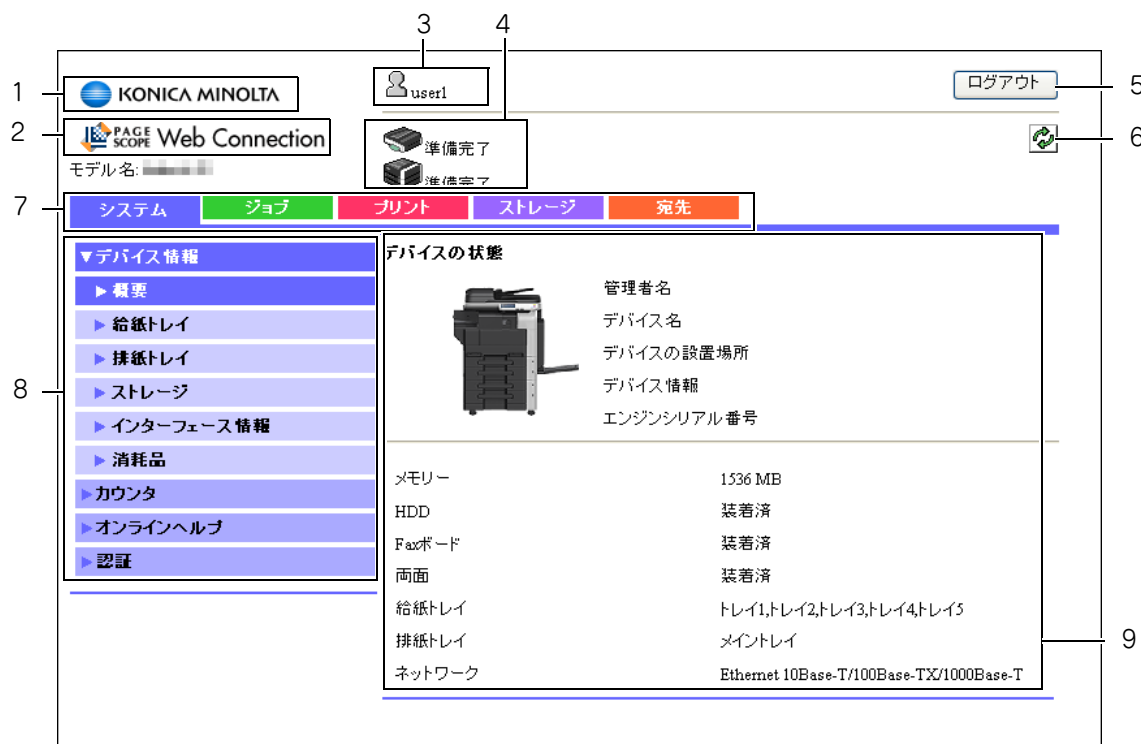 3 4
1 KONICA MINOLTA user1 ログアウト 5
2 PAGE SCOPE Web Connection 準備完了 6
モデル名:
準備完了
7 システム ジョブ プリント ストレージ 宛先
▼デバイス情報
▶概要
▶給紙トレイ
▶排紙トレイ
8 ▶ストレージ
▶インターフェース情報
▶消耗品
▶カウンタ
▶オンラインヘルプ
▶認証
デバイスの状態
管理者名
デバイス名
デバイスの設置場所
デバイス情報
エンジンシリアル番号
メモリー 1536 MB
HDD 装着済
Faxボード 装着済
両面 装着済
給紙トレイ トレイ1,トレイ2,トレイ3,トレイ4,トレイ5
排紙トレイ メイントレイ 9
ネットワーク Ethernet 10Base-T/100Base-TX/1000Base-T